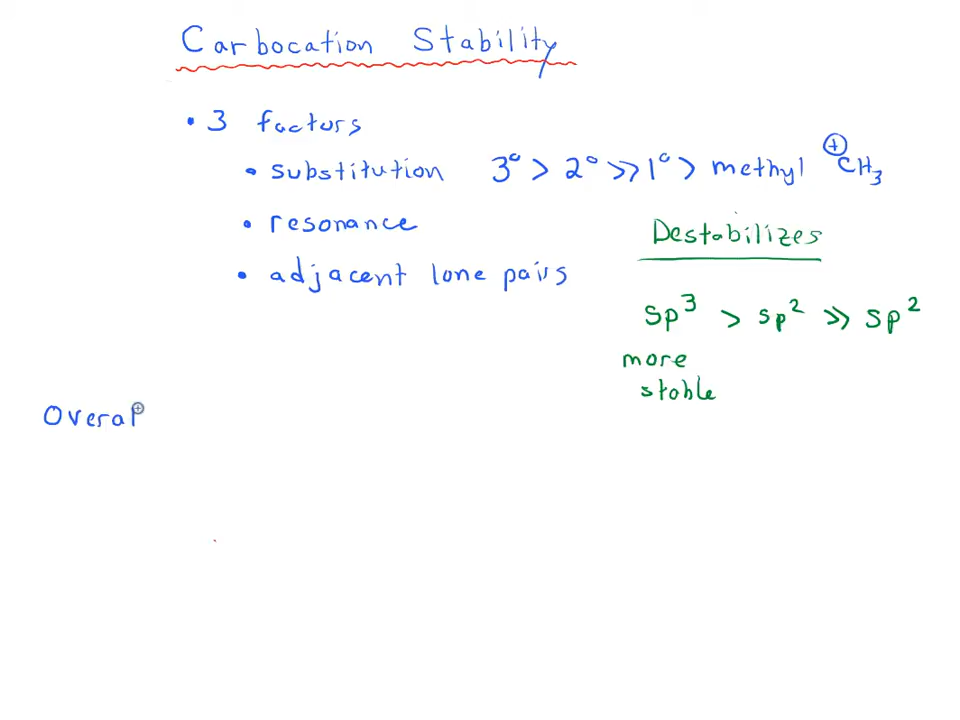 Carbocation Stability
• 3 factors
• substitution 3° > 2° >> 1° > methyl ⊕CH₃
• resonance
Destabilizes
• adjacent lone pairs
sp³ > sp² >> sp²
more
stable
Overal